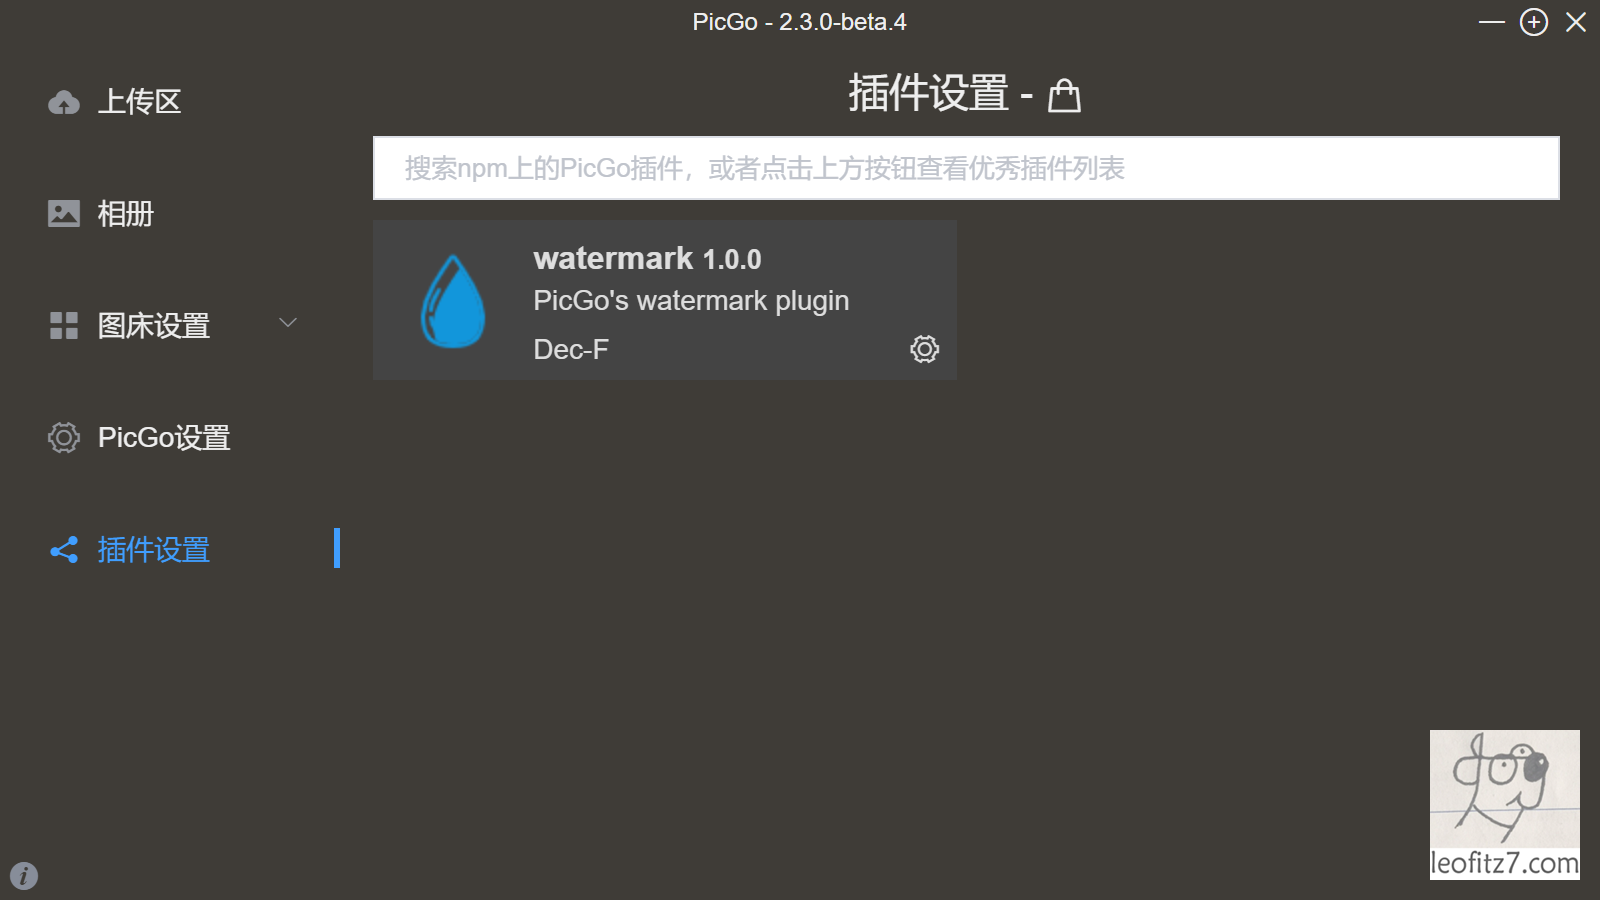 PicGo - 2.3.0-beta.4
上传区
相册
图床设置
PicGo设置
插件设置
插件设置 -
搜索npm上的PicGo插件，或者点击上方按钮查看优秀插件列表
watermark 1.0.0
PicGo's watermark plugin
Dec-F
leofitz7.com